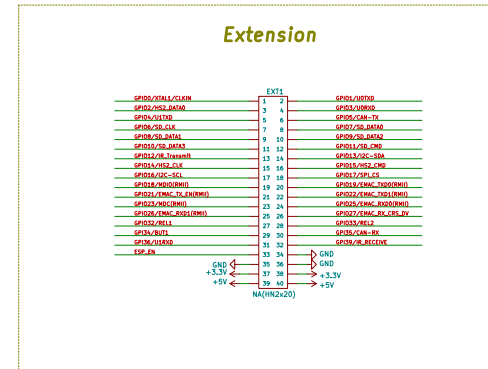 Extension
EXT1
GPIO0/XTAL1/CLKIN 1 2 GPIO1/U0TXD
GPIO2/HS2_DATA0 3 4 GPIO3/U0RXD
GPIO4/U1TXD 5 6 GPIO5/CAN-TX
GPIO6/SD_CLK 7 8 GPIO7/SD_DATA0
GPIO8/SD_DATA1 9 10 GPIO9/SD_DATA2
GPIO10/SD_DATA3 11 12 GPIO11/SD_CMD
GPIO12/IR_Transmit 13 14 GPIO13/I2C-SDA
GPIO14/HS2_CLK 15 16 GPIO15/HS2_CMD
GPIO16/I2C-SCL 17 18 GPIO17/SPI_CS
GPIO18/MDIO(RMII) 19 20 GPIO19/EMAC_TXD0(RMII)
GPIO21/EMAC_TX_EN(RMII) 21 22 GPIO22/EMAC_TXD1(RMII)
GPIO23/MDC(RMII) 23 24 GPIO25/EMAC_RXD0(RMII)
GPIO26/EMAC_RXD1(RMII) 25 26 GPIO27/EMAC_RX_CRS_DV
GPIO32/REL1 27 28 GPIO33/REL2
GPI34/BUT1 29 30 GPI35/CAN-RX
GPI36/U1RXD 31 32 GPI39/IR_RECEIVE
ESP_EN 33 34 GND
GND 35 36 GND
+3.3V 37 38 +3.3V
+5V 39 40 +5V
NA(HN2x20)